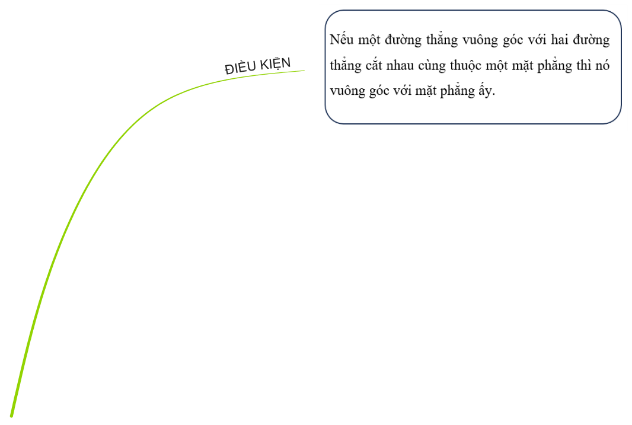 ĐIỀU KIỆN
Nếu một đường thẳng vuông góc với hai đường
thẳng cắt nhau cùng thuộc một mặt phẳng thì nó
vuông góc với mặt phẳng ấy.